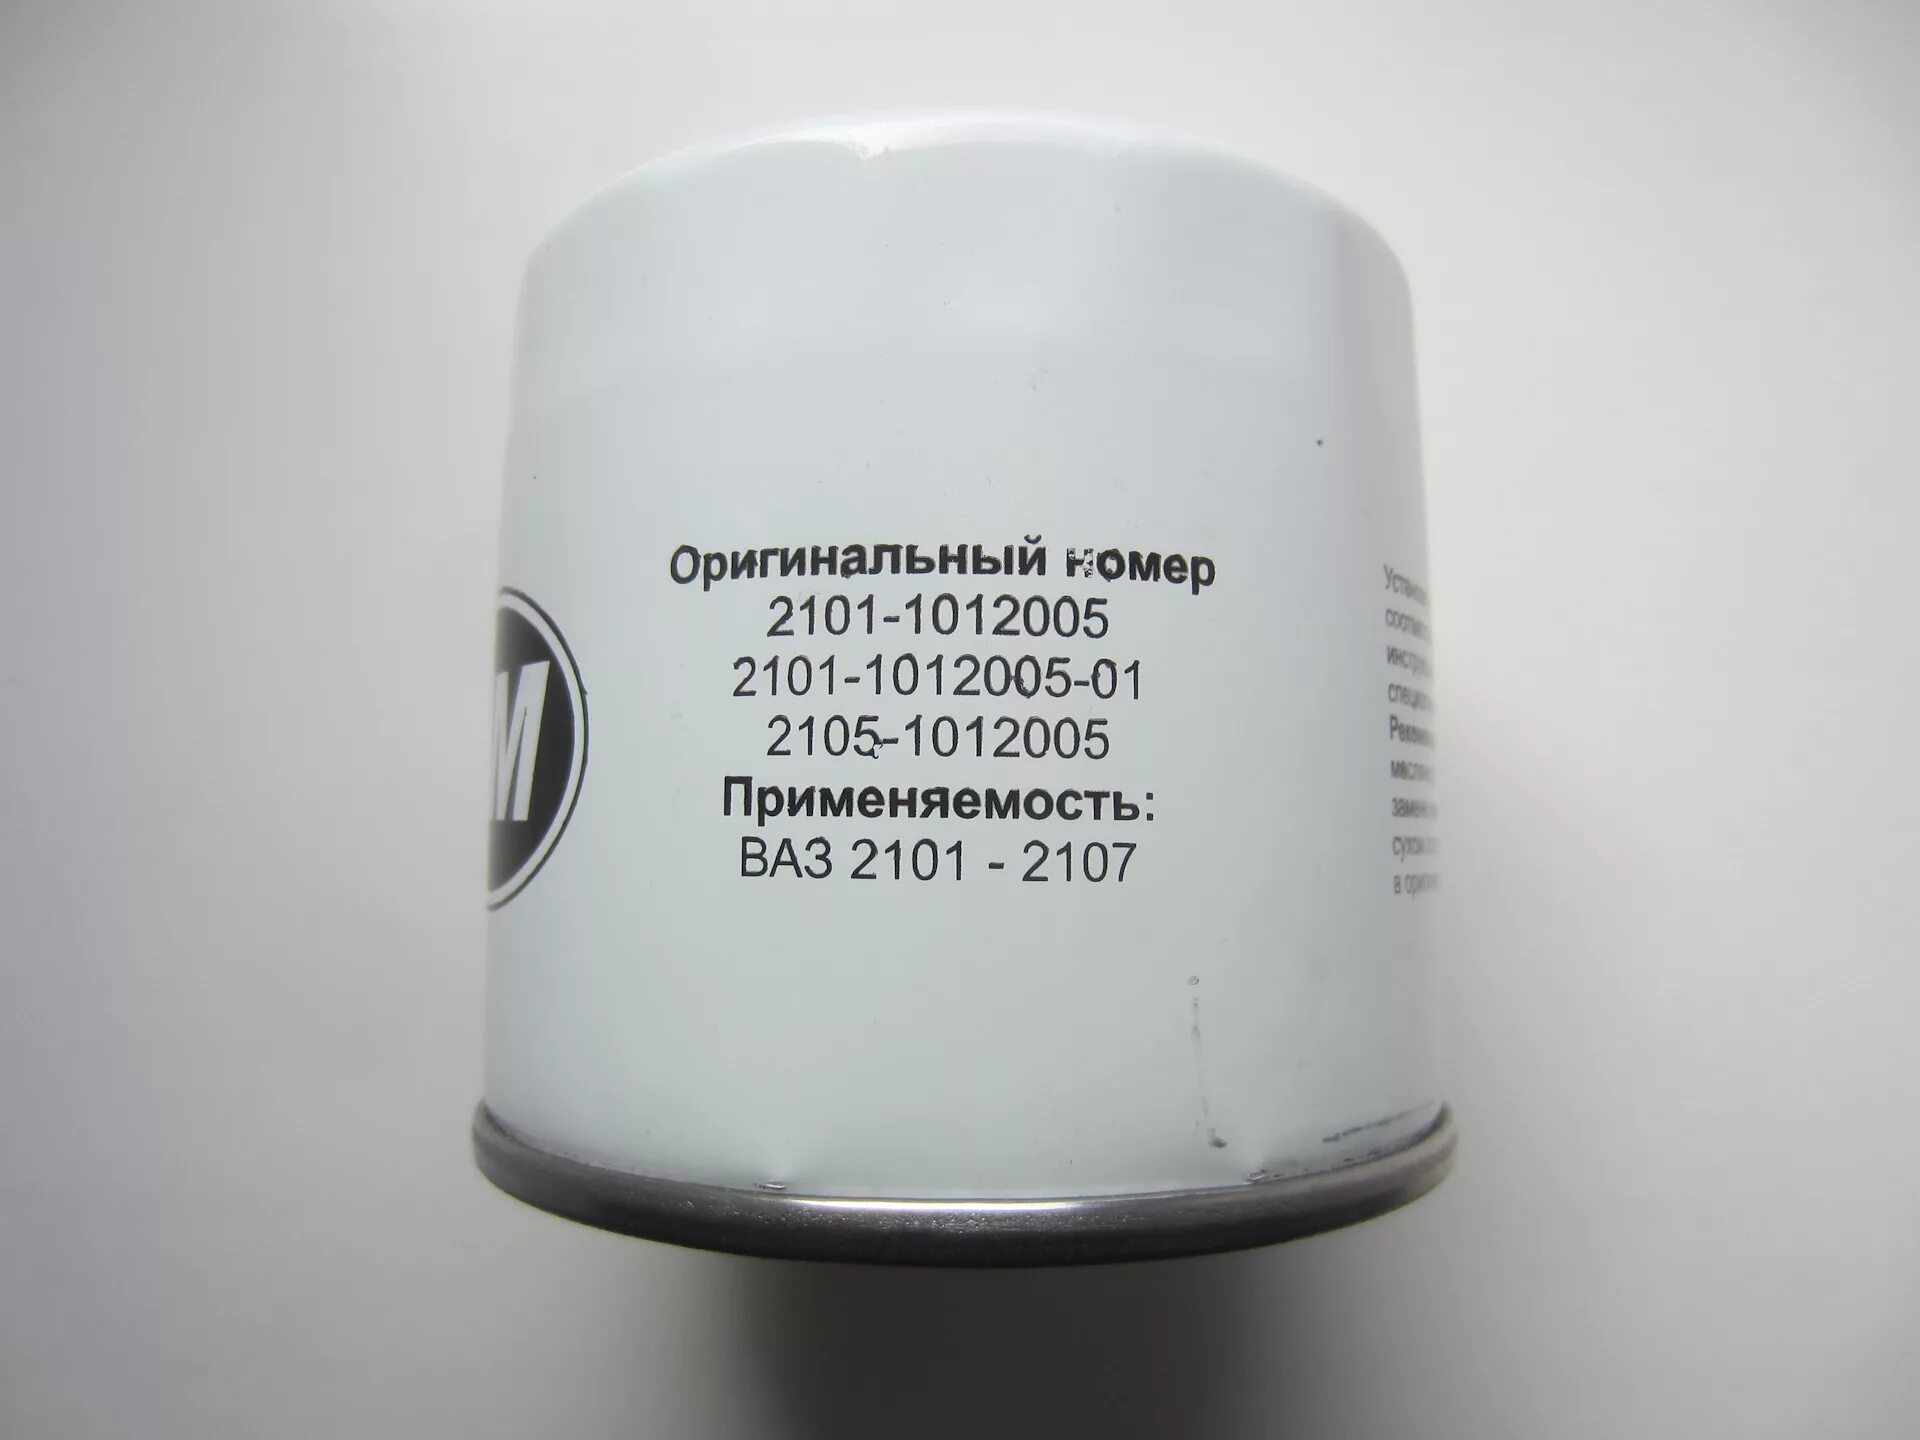 Оригинальный номер
2101-1012005
2101-1012005-01
2105-1012005
Применяемость:
ВАЗ 2101 - 2107
М